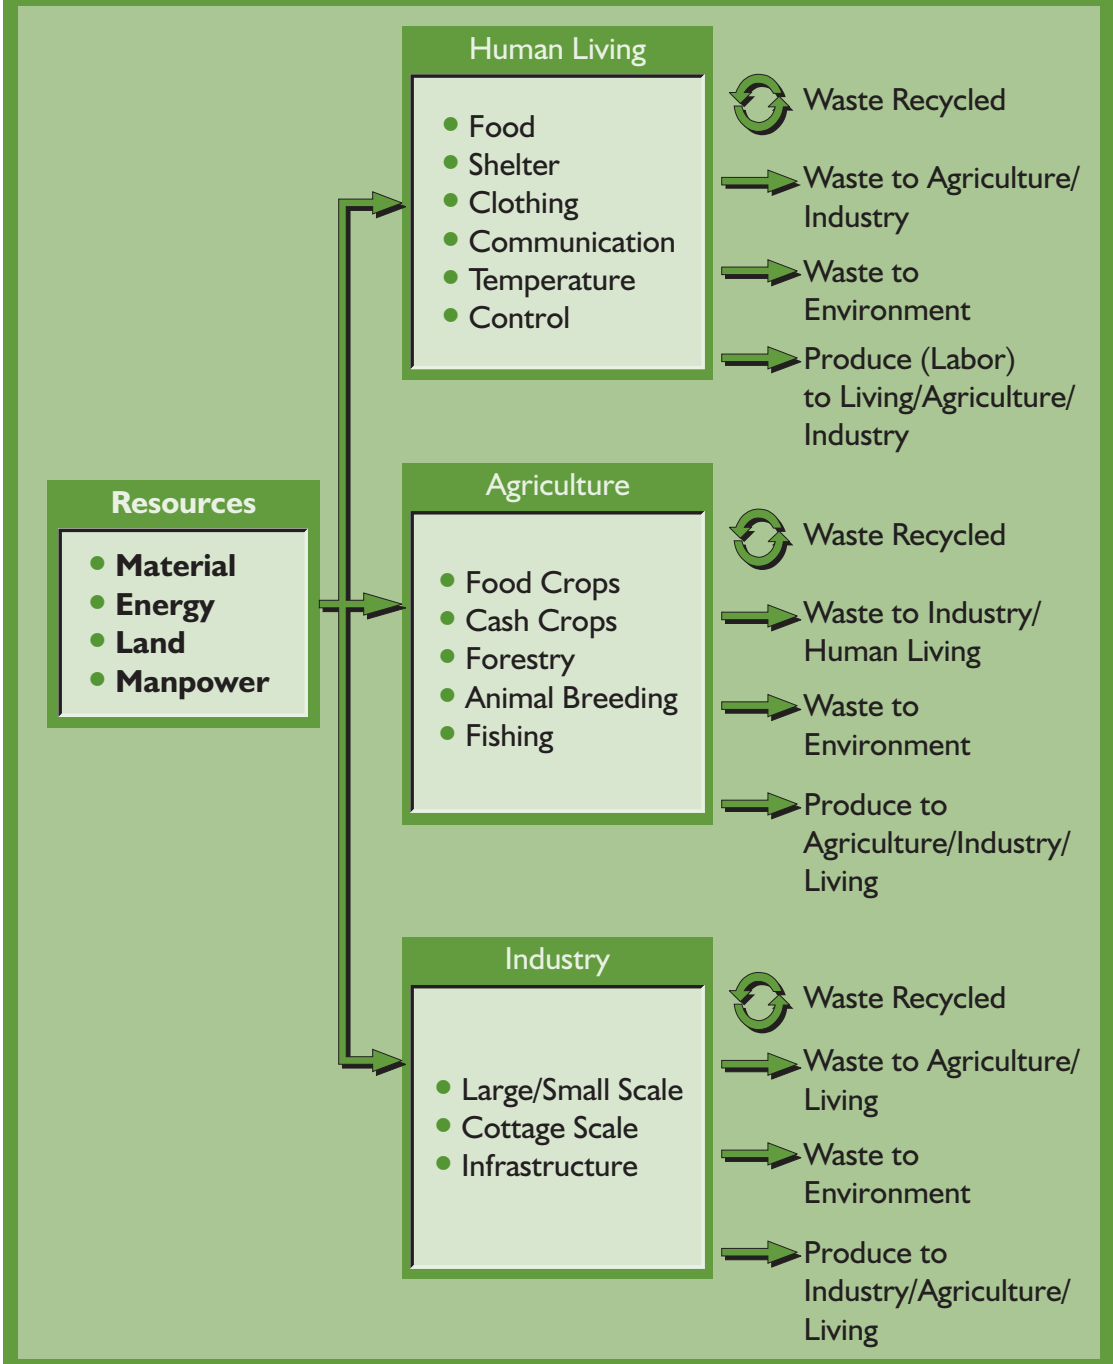 Human Living
Food
Shelter
Clothing
Communication
Temperature
Control
Waste Recycled
Waste to Agriculture/
Industry
Waste to
Environment
Produce (Labor)
to Living/Agriculture/
Industry
Resources
Material
Energy
Land
Manpower
Agriculture
Food Crops
Cash Crops
Forestry
Animal Breeding
Fishing
Waste Recycled
Waste to Industry/
Human Living
Waste to
Environment
Produce to
Agriculture/Industry/
Living
Industry
Large/Small Scale
Cottage Scale
Infrastructure
Waste Recycled
Waste to Agriculture/
Living
Waste to
Environment
Produce to
Industry/Agriculture/
Living